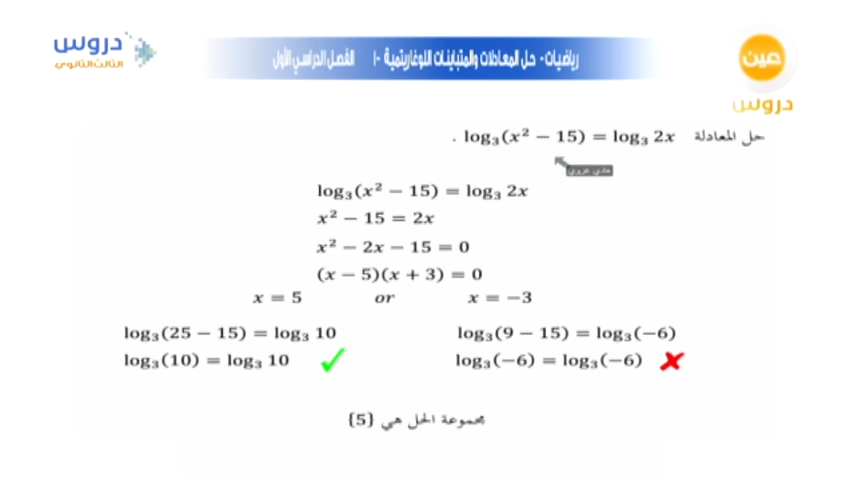 دروس
الثالث الثانوي
رياضيات - حل المعادلات والمتباينات اللوغاريتمية -١ الفصل الدراسي الأول
عين
دروس
حل المعادلة log₃(x² − 15) = log₃ 2x .
log₃(x² − 15) = log₃ 2x
x² − 15 = 2x
x² − 2x − 15 = 0
(x − 5)(x + 3) = 0
x = 5 or x = −3
log₃(25 − 15) = log₃ 10 log₃(9 − 15) = log₃(−6)
log₃(10) = log₃ 10 ✓ log₃(−6) = log₃(−6) ✗
مجموعة الحل هي {5}